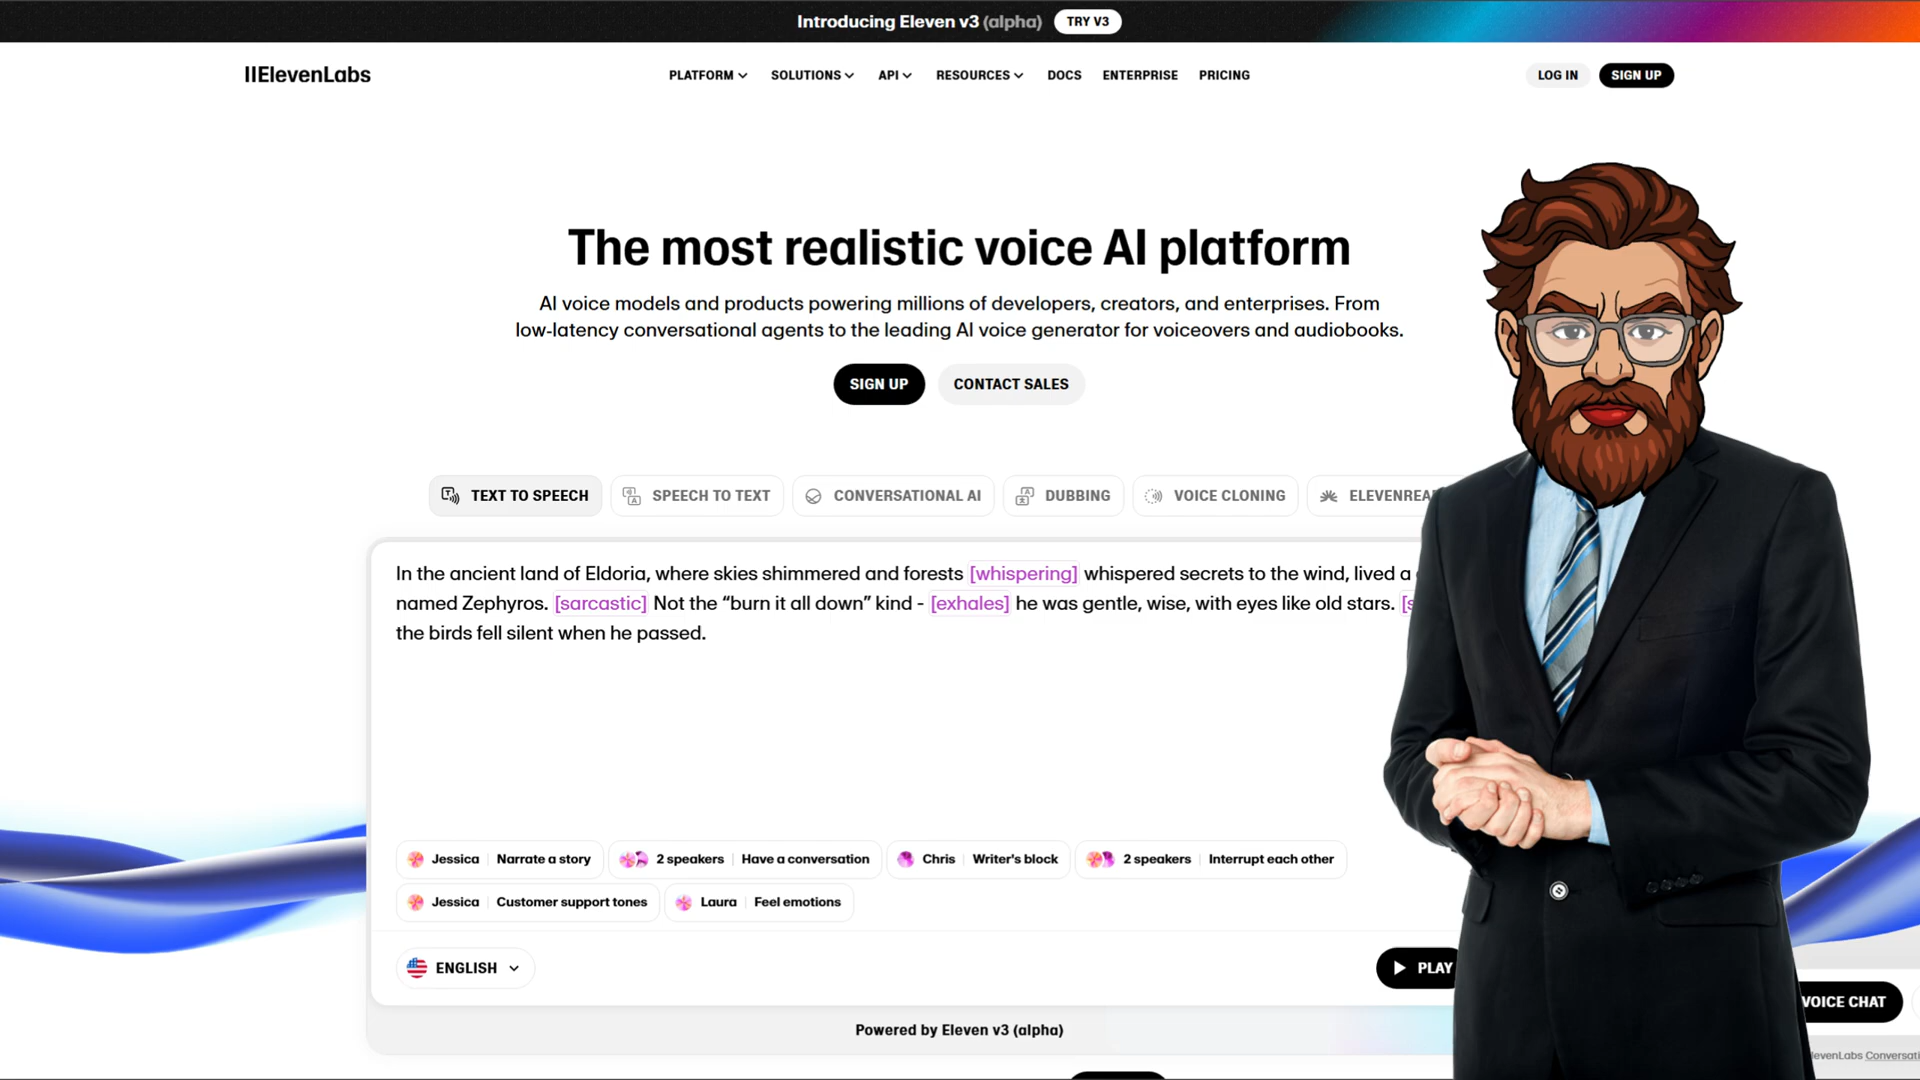 Introducing Eleven v3 (alpha) TRY V3
IIElevenLabs PLATFORM SOLUTIONS API RESOURCES DOCS ENTERPRISE PRICING LOG IN SIGN UP
The most realistic voice AI platform
AI voice models and products powering millions of developers, creators, and enterprises. From
low-latency conversational agents to the leading AI voice generator for voiceovers and audiobooks.
SIGN UP CONTACT SALES
TEXT TO SPEECH SPEECH TO TEXT CONVERSATIONAL AI DUBBING VOICE CLONING ELEVENREA
In the ancient land of Eldoria, where skies shimmered and forests [whispering] whispered secrets to the wind, lived a
named Zephyros. [sarcastic] Not the “burn it all down” kind - [exhales] he was gentle, wise, with eyes like old stars. [s
the birds fell silent when he passed.
Jessica Narrate a story 2 speakers Have a conversation Chris Writer's block 2 speakers Interrupt each other
Jessica Customer support tones Laura Feel emotions
ENGLISH PLAY
VOICE CHAT
Powered by Eleven v3 (alpha)
levenLabs Conversati